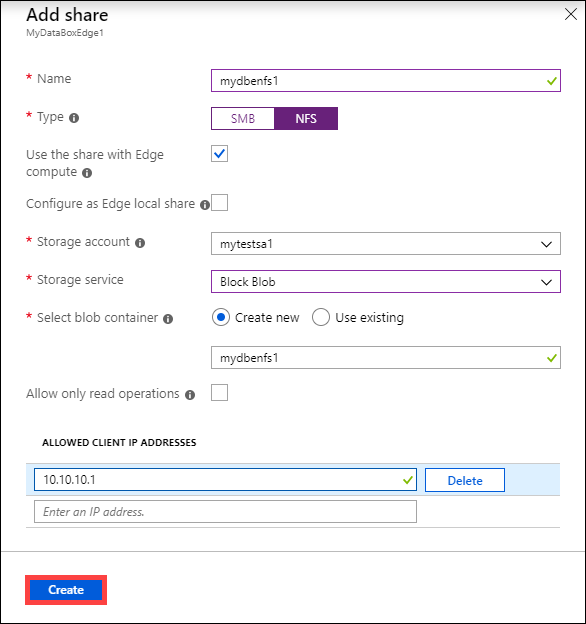 Add share
MyDataBoxEdge1
* Name
mydbenfs1
* Type
SMB NFS
Use the share with Edge
compute
Configure as Edge local share
* Storage account
mytestsa1
* Storage service
Block Blob
* Select blob container
Create new Use existing
mydbenfs1
Allow only read operations
ALLOWED CLIENT IP ADDRESSES
10.10.10.1 Delete
Enter an IP address.
Create